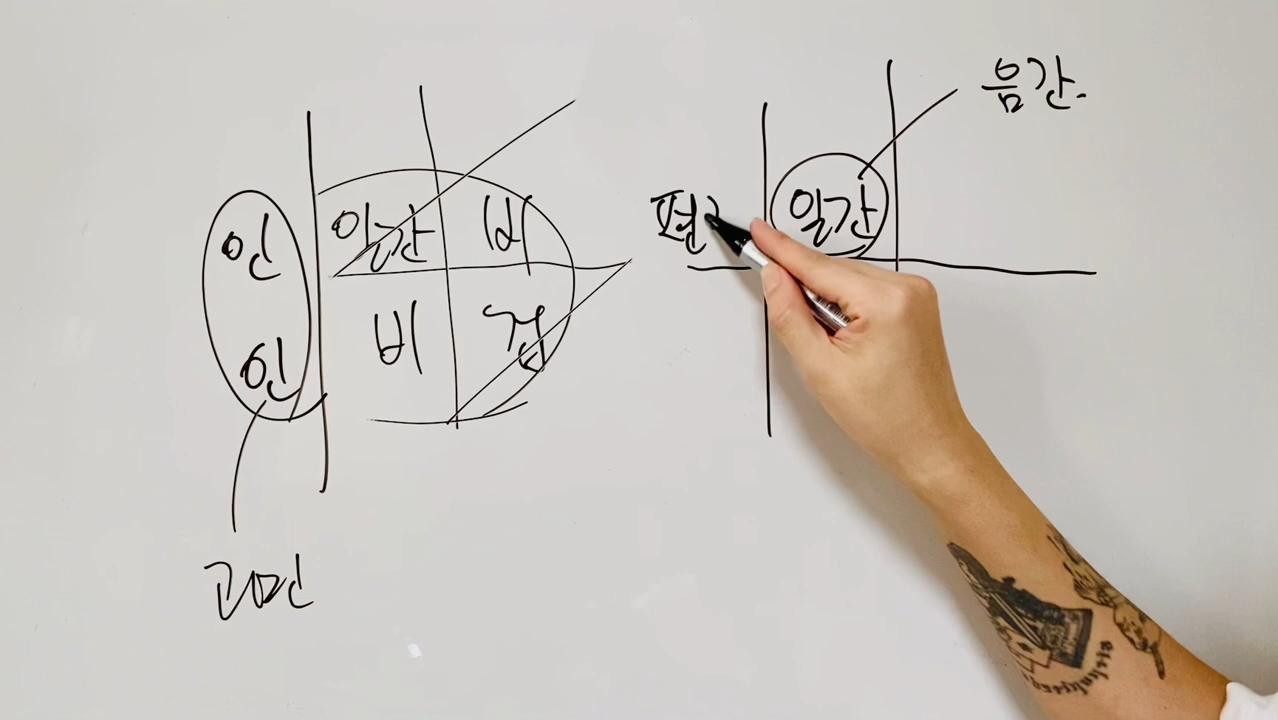 인 일간 비
인 비 겁
고민
음간.
편 일간